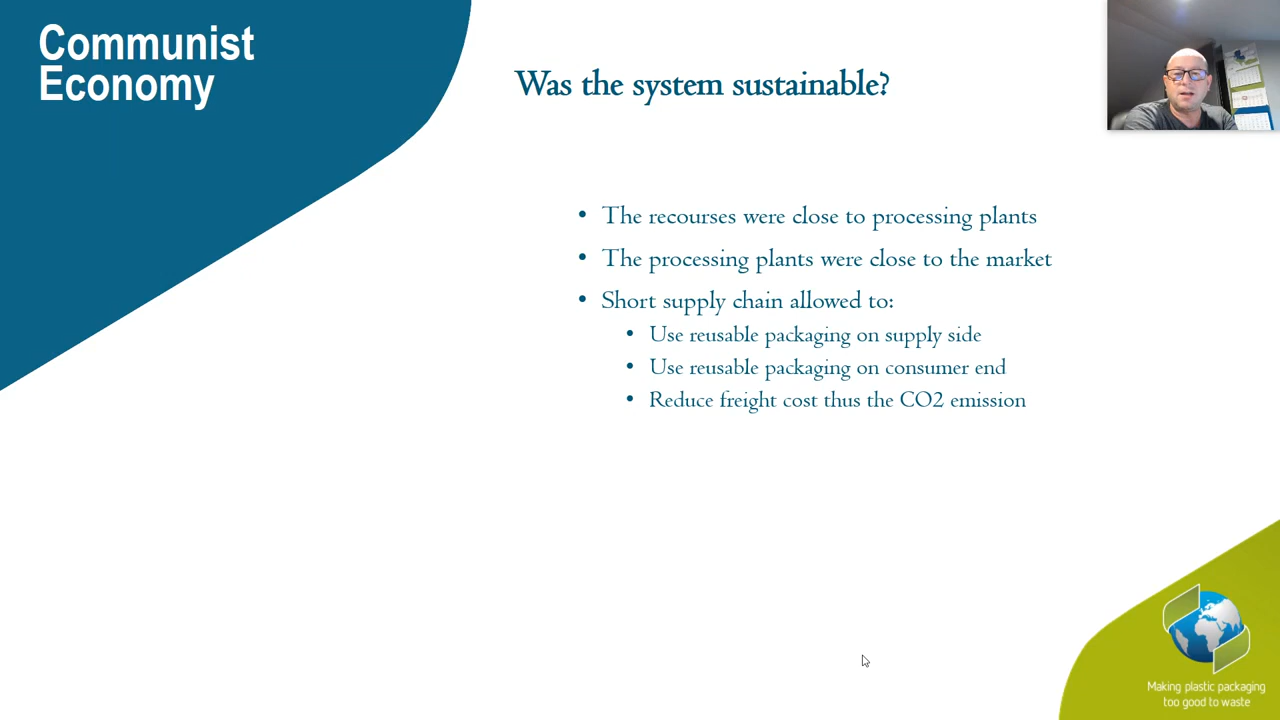 Communist
Economy
Was the system sustainable?
• The recourses were close to processing plants
• The processing plants were close to the market
• Short supply chain allowed to:
• Use reusable packaging on supply side
• Use reusable packaging on consumer end
• Reduce freight cost thus the CO2 emission
Making plastic packaging
too good to waste